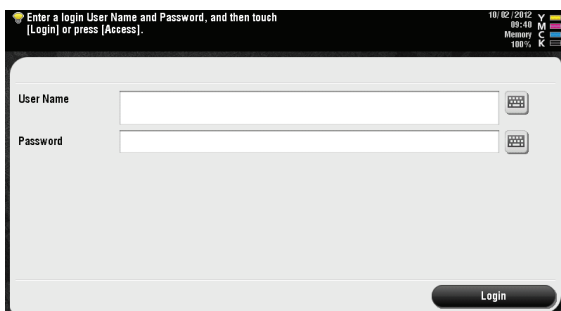 Enter a login User Name and Password, and then touch
[Login] or press [Access].
10/02/2012
09:40
Memory
100%
Y
M
C
K
User Name
Password
Login